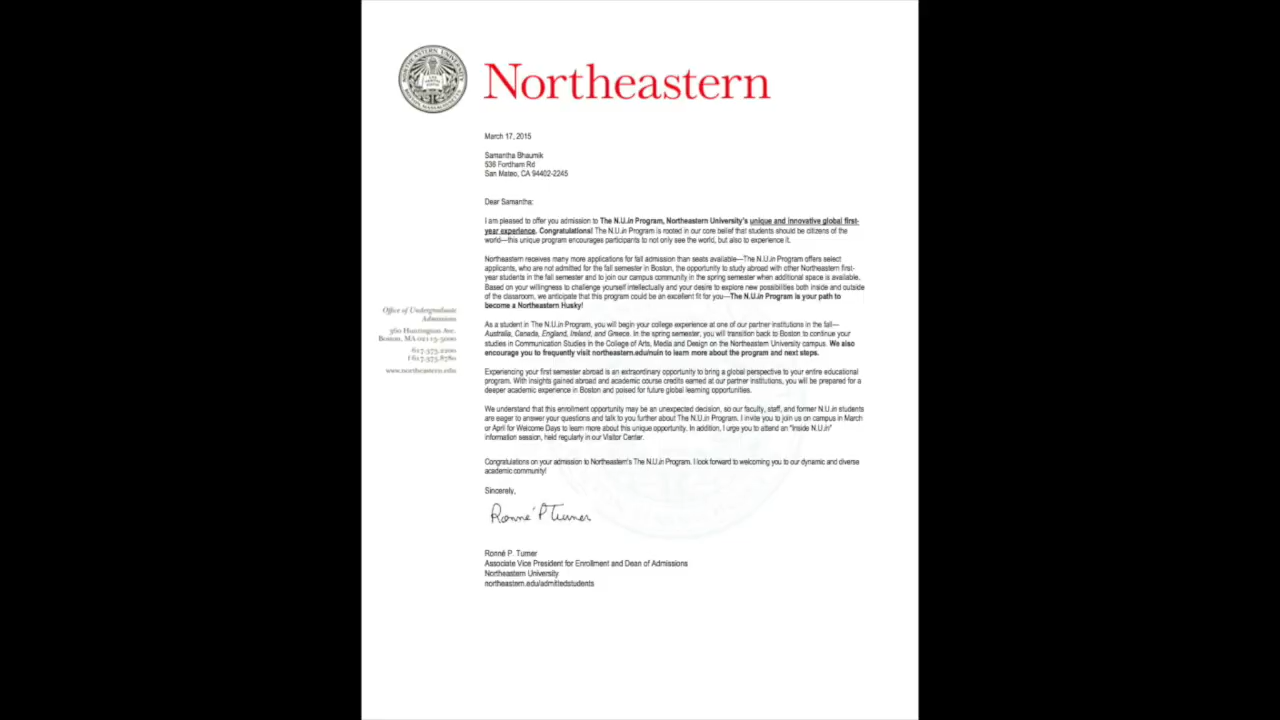 NORTHEASTERN UNIVERSITY
BOSTON, MASSACHUSETTS
Northeastern
March 17, 2015
Samantha Bhaumik
536 Fordham Rd
San Mateo, CA 94402-2245
Dear Samantha:
I am pleased to offer you admission to The N.U.in Program, Northeastern University's unique and innovative global first-
year experience. Congratulations! The N.U.in Program is rooted in our core belief that students should be citizens of the
world—this unique program encourages participants to not only see the world, but also to experience it.
Northeastern receives many more applications for fall admission than seats available—The N.U.in Program offers select
applicants, who are not admitted for the fall semester in Boston, the opportunity to study abroad with other Northeastern first-
year students in the fall semester and to join our campus community in the spring semester when additional space is available.
Based on your willingness to challenge yourself intellectually and your desire to explore new possibilities both inside and outside
of the classroom, we anticipate that this program could be an excellent fit for you—The N.U.in Program is your path to
become a Northeastern Husky!
Office of Undergraduate
Admissions
360 Huntington Ave.
Boston, MA 02115-5000
617.373.2200
f 617.373.8780
www.northeastern.edu
As a student in The N.U.in Program, you will begin your college experience at one of our partner institutions in the fall—
Australia, Canada, England, Ireland, and Greece. In the spring semester, you will transition back to Boston to continue your
studies in Communication Studies in the College of Arts, Media and Design on the Northeastern University campus. We also
encourage you to frequently visit northeastern.edu/nuin to learn more about the program and next steps.
Experiencing your first semester abroad is an extraordinary opportunity to bring a global perspective to your entire educational
program. With insights gained abroad and academic course credits earned at our partner institutions, you will be prepared for a
deeper academic experience in Boston and poised for future global learning opportunities.
We understand that this enrollment opportunity may be an unexpected decision, so our faculty, staff, and former N.U.in students
are eager to answer your questions and talk to you further about The N.U.in Program. I invite you to join us on campus in March
or April for Welcome Days to learn more about this unique opportunity. In addition, I urge you to attend an "Inside N.U.in"
information session, held regularly in our Visitor Center.
Congratulations on your admission to Northeastern's The N.U.in Program. I look forward to welcoming you to our dynamic and diverse
academic community!
Sincerely,
Ronné P Turner
Ronné P. Turner
Associate Vice President for Enrollment and Dean of Admissions
Northeastern University
northeastern.edu/admittedstudents